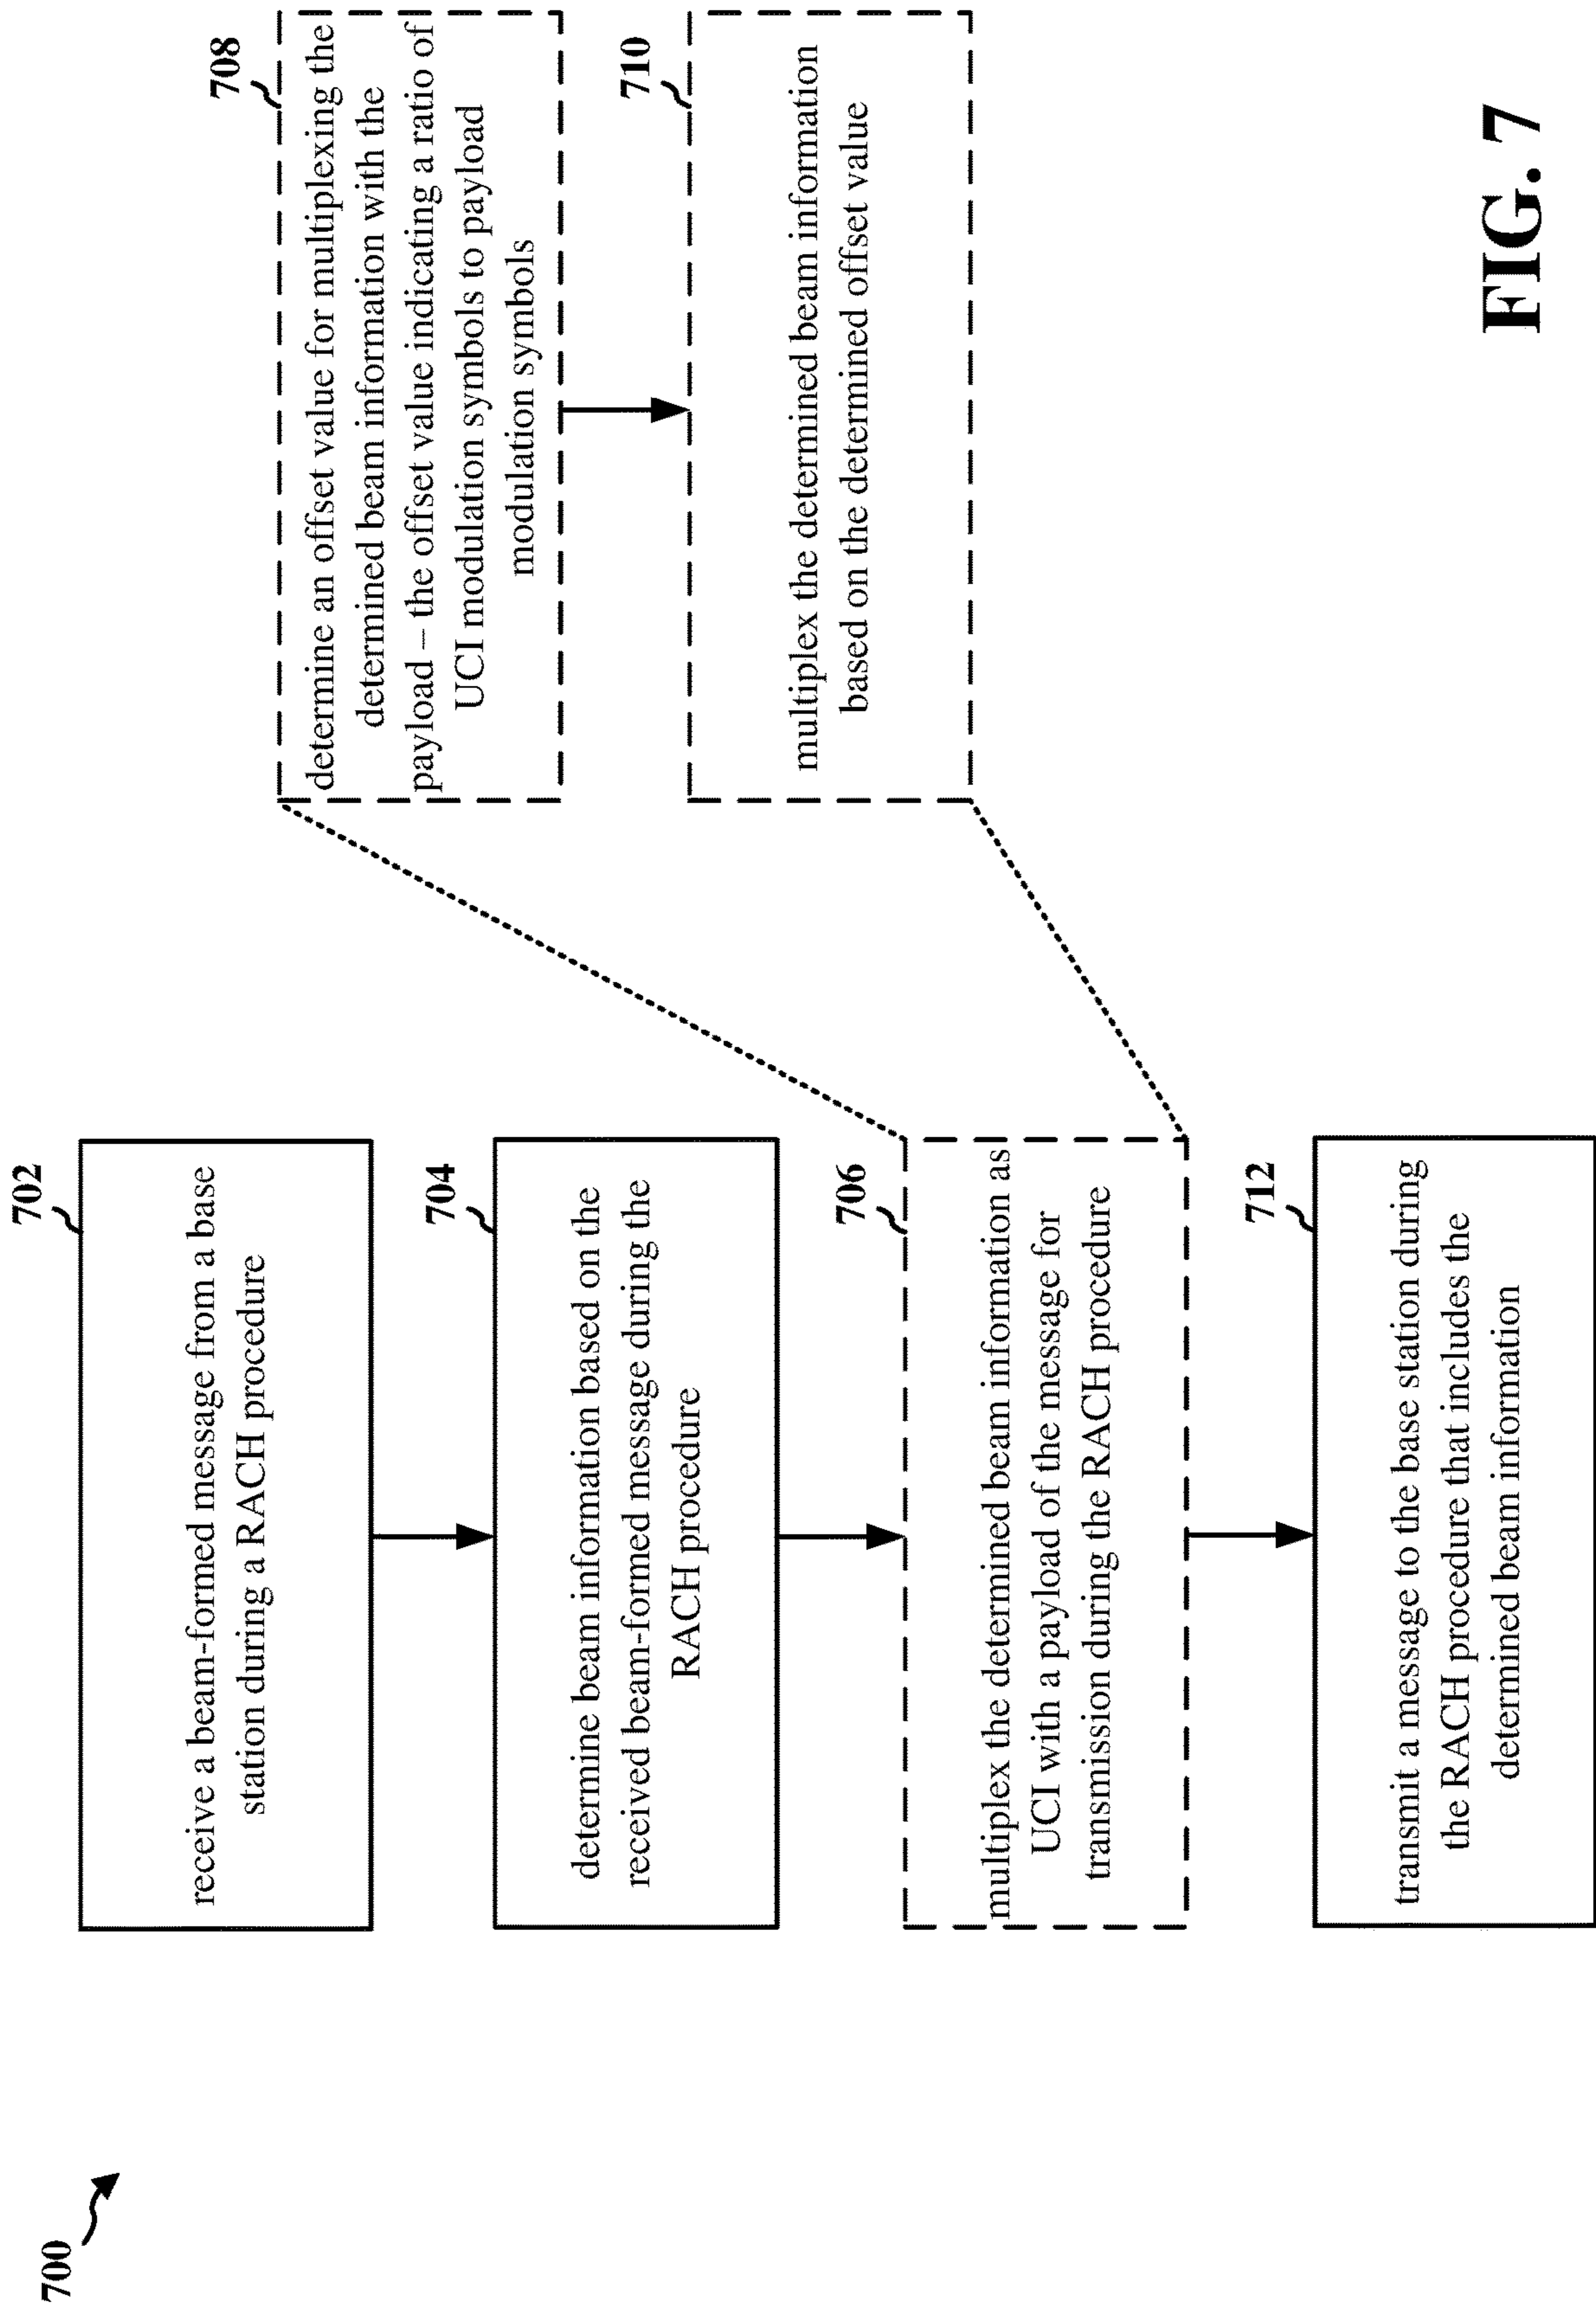 700
702
receive a beam-formed message from a base
station during a RACH procedure
704
determine beam information based on the
received beam-formed message during the
RACH procedure
706
multiplex the determined beam information as
UCI with a payload of the message for
transmission during the RACH procedure
708
determine an offset value for multiplexing the
determined beam information with the
payload – the offset value indicating a ratio of
UCI modulation symbols to payload
modulation symbols
710
multiplex the determined beam information
based on the determined offset value
712
transmit a message to the base station during
the RACH procedure that includes the
determined beam information
FIG. 7